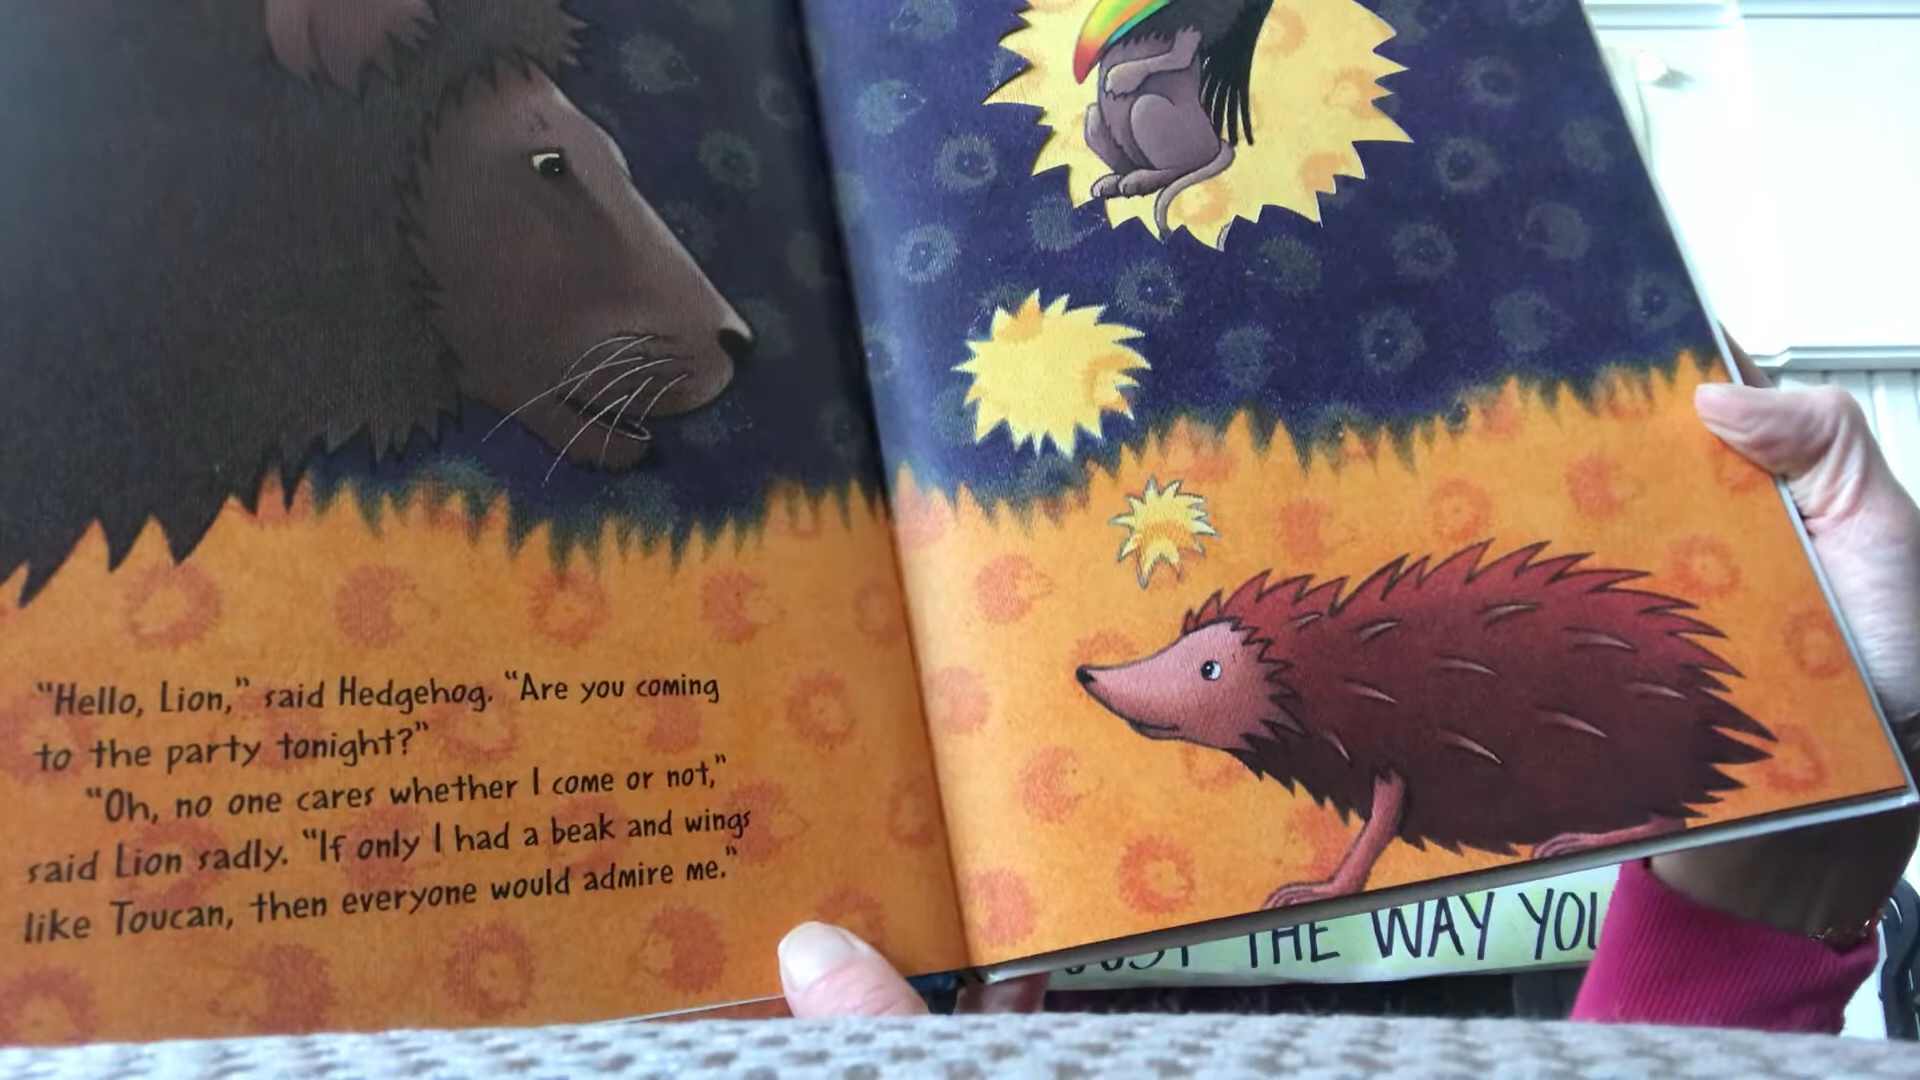 "Hello, Lion," said Hedgehog. "Are you coming
to the party tonight?"
"Oh, no one cares whether I come or not,"
said Lion sadly. "If only I had a beak and wings
like Toucan, then everyone would admire me."
JUST THE WAY YOU